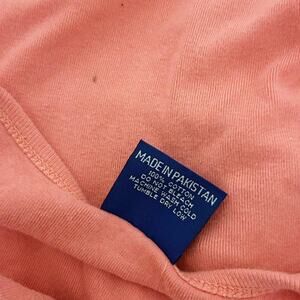 MADE IN PAKISTAN
100% COTTON
DO NOT BLEACH
MACHINE WASH COLD
TUMBLE DRY LOW